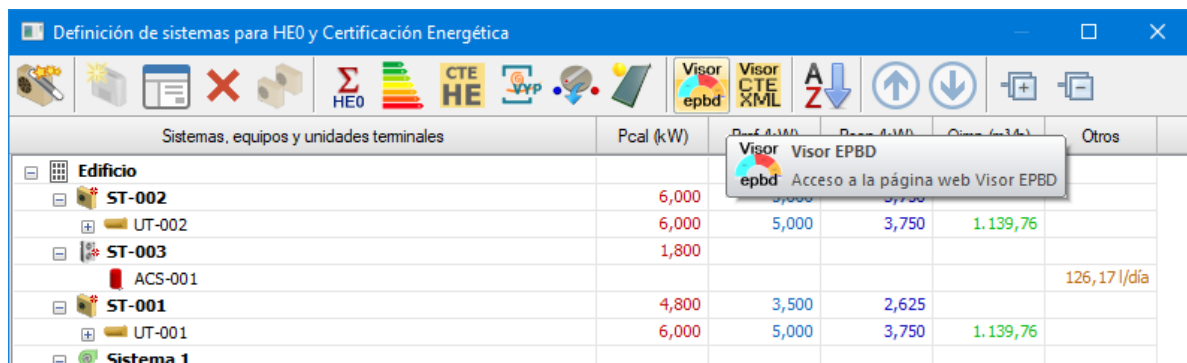 Definición de sistemas para HE0 y Certificación Energética
Σ HE0
CTE HE
VYP
Visor epbd
Visor CTE XML
A Z
Sistemas, equipos y unidades terminales Pcal (kW) Otros
Visor epbd Visor EPBD
Acceso a la página web Visor EPBD
Edificio
ST-002 6,000
UT-002 6,000 5,000 3,750 1.139,76
ST-003 1,800
ACS-001 126,17 l/día
ST-001 4,800 3,500 2,625
UT-001 6,000 5,000 3,750 1.139,76
Sistema 1